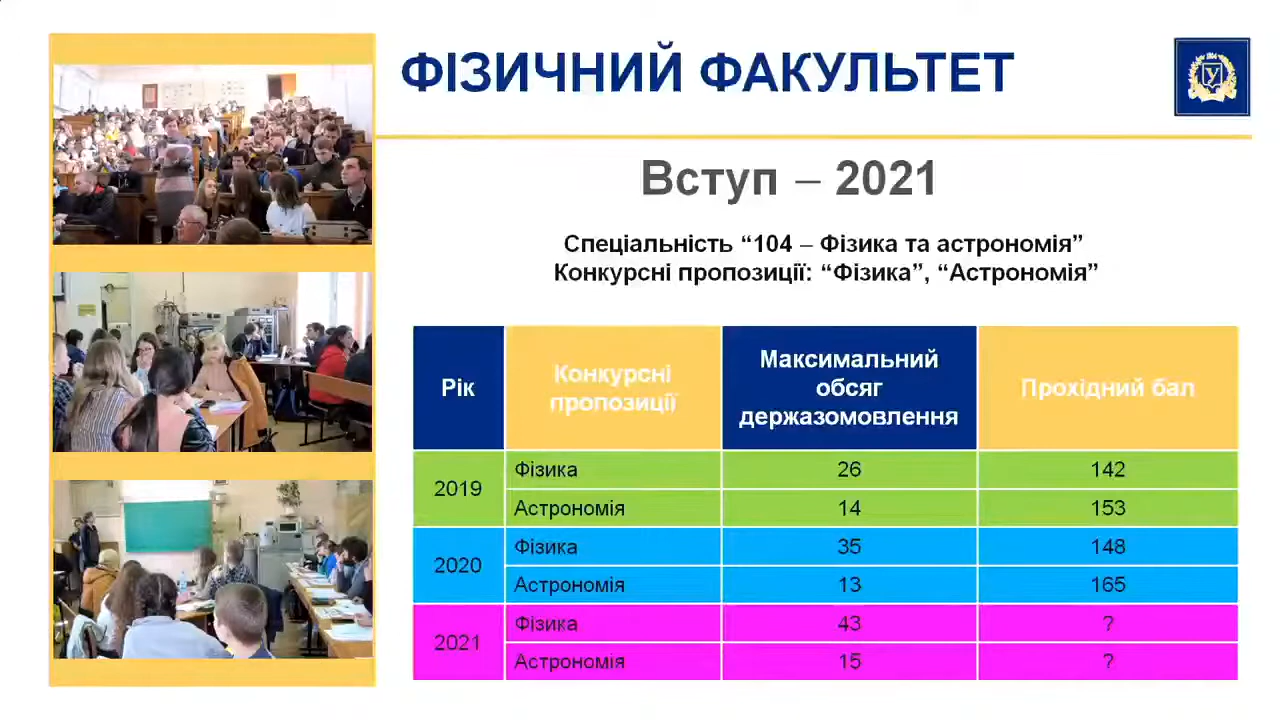 ФІЗИЧНИЙ ФАКУЛЬТЕТ
Вступ – 2021
Спеціальність “104 – Фізика та астрономія”
Конкурсні пропозиції: “Фізика”, “Астрономія”
Рік
Конкурсні
пропозиції
Максимальний
обсяг
держазомовлення
Прохідний бал
2019
Фізика 26 142
Астрономія 14 153
2020
Фізика 35 148
Астрономія 13 165
2021
Фізика 43 ?
Астрономія 15 ?